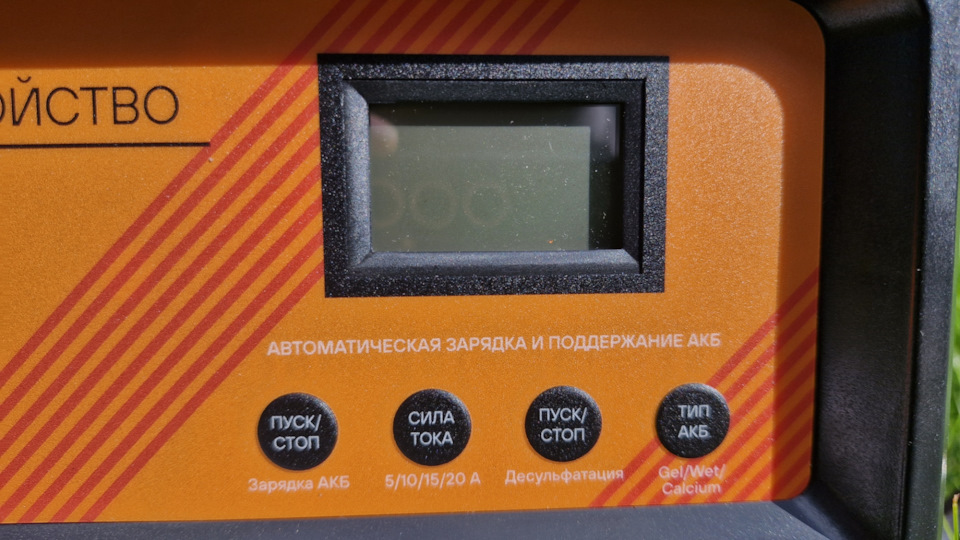 ОЙСТВО
АВТОМАТИЧЕСКАЯ ЗАРЯДКА И ПОДДЕРЖАНИЕ АКБ
ПУСК/
СТОП
Зарядка АКБ
СИЛА
ТОКА
5/10/15/20 А
ПУСК/
СТОП
Десульфатация
ТИП
АКБ
Gel/Wet/
Calcium